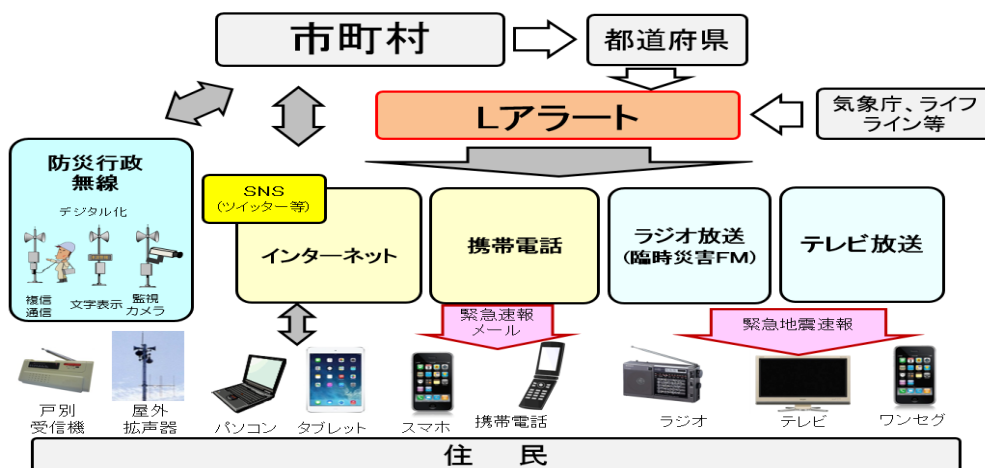 市町村
都道府県
Lアラート
気象庁、ライフ
ライン等
防災行政
無線
デジタル化
複信
通信
文字表示
監視
カメラ
SNS
(ツイッター等)
インターネット
携帯電話
ラジオ放送
(臨時災害FM)
テレビ放送
緊急速報
メール
緊急地震速報
戸別
受信機
屋外
拡声器
パソコン
タブレット
スマホ
携帯電話
ラジオ
テレビ
ワンセグ
住 民